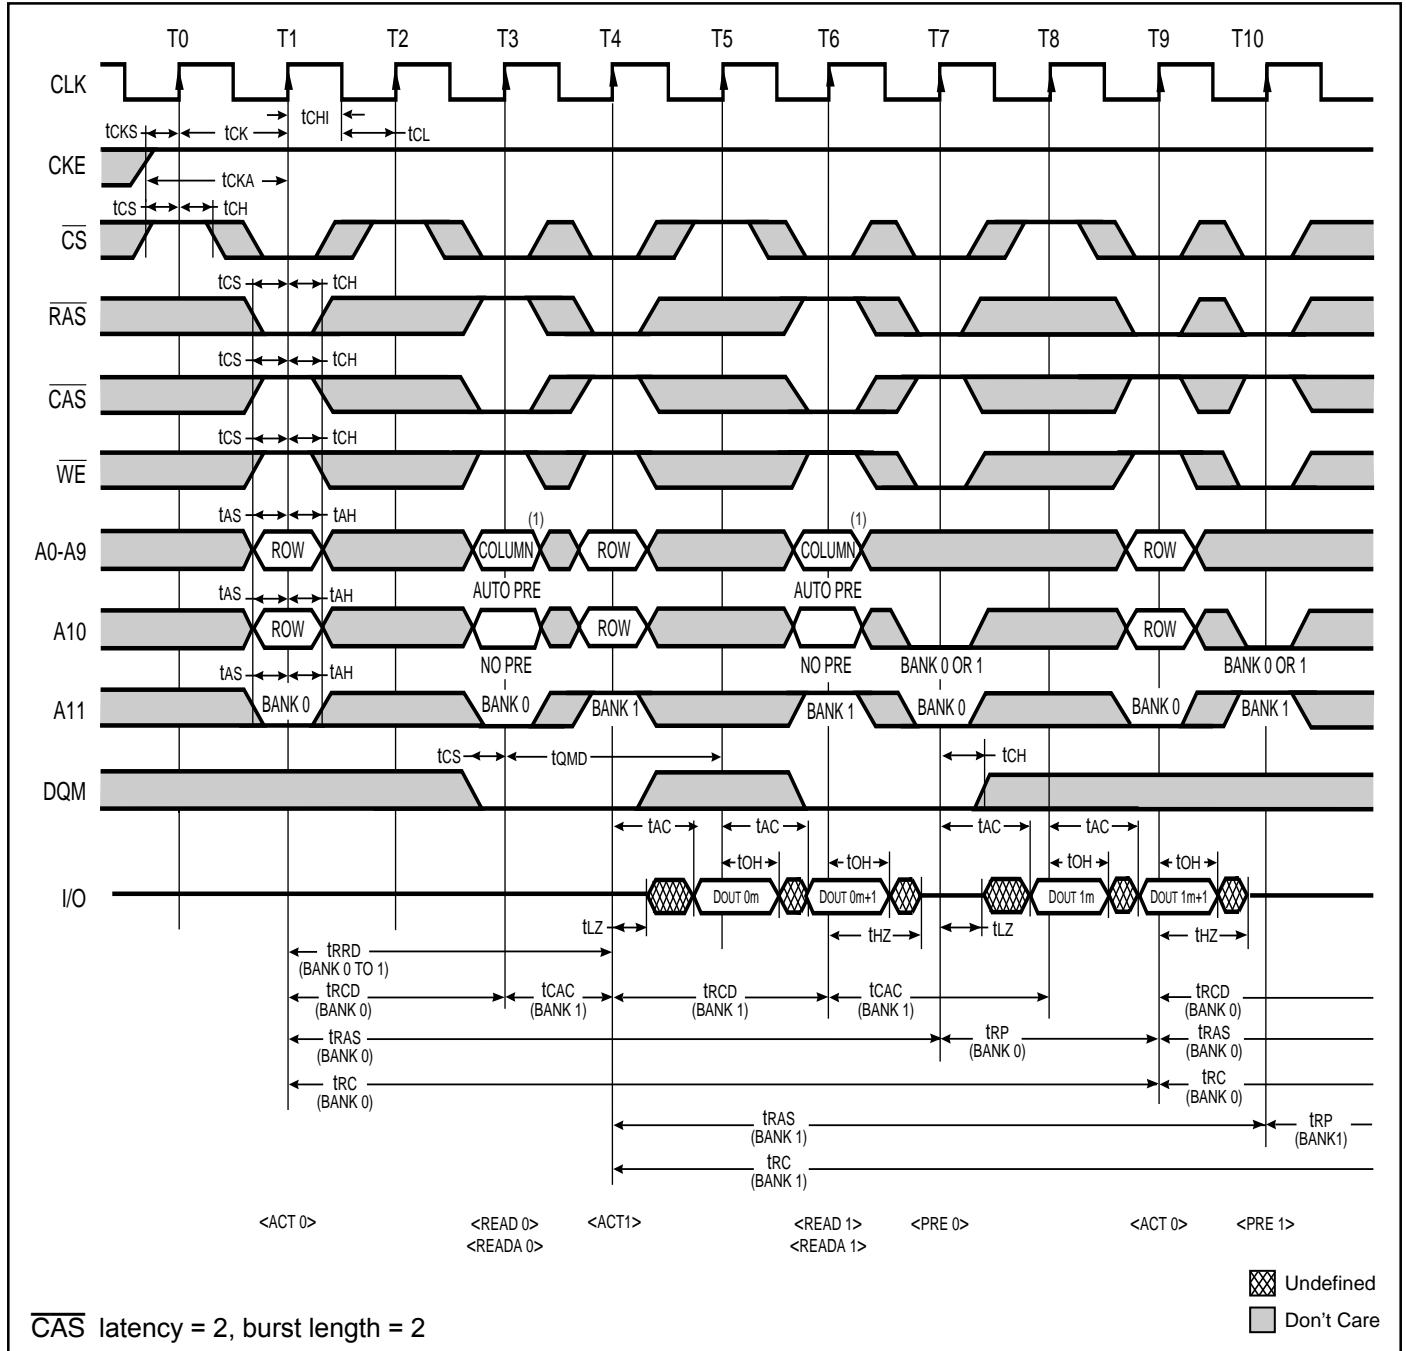 T0 T1 T2 T3 T4 T5 T6 T7 T8 T9 T10
CLK
tCHI
tCKS tCK tCL
CKE
tCKA
tCS tCH
CS
tCS tCH
RAS
tCS tCH
CAS
tCS tCH
WE
tAS tAH (1) (1)
A0-A9 ROW COLUMN ROW COLUMN ROW
AUTO PRE AUTO PRE
tAS tAH
A10 ROW ROW ROW
NO PRE NO PRE BANK 0 OR 1 BANK 0 OR 1
tAS tAH
A11 BANK 0 BANK 0 BANK 1 BANK 1 BANK 0 BANK 0 BANK 1
tCS tQMD tCH
DQM
tAC tAC tAC tAC
tOH tOH tOH tOH
I/O DOUT 0m DOUT 0m+1 DOUT 1m DOUT 1m+1
tLZ tHZ tLZ tHZ
tRRD
(BANK 0 TO 1)
tRCD tCAC tRCD tCAC tRCD
(BANK 0) (BANK 1) (BANK 1) (BANK 1) (BANK 0)
tRAS tRP tRAS
(BANK 0) (BANK 0) (BANK 0)
tRC tRC
(BANK 0) (BANK 0)
tRAS tRP
(BANK 1) (BANK1)
tRC
(BANK 1)
<ACT 0> <READ 0> <ACT1> <READ 1> <PRE 0> <ACT 0> <PRE 1>
<READA 0> <READA 1>
Undefined
Don't Care
CAS latency = 2, burst length = 2